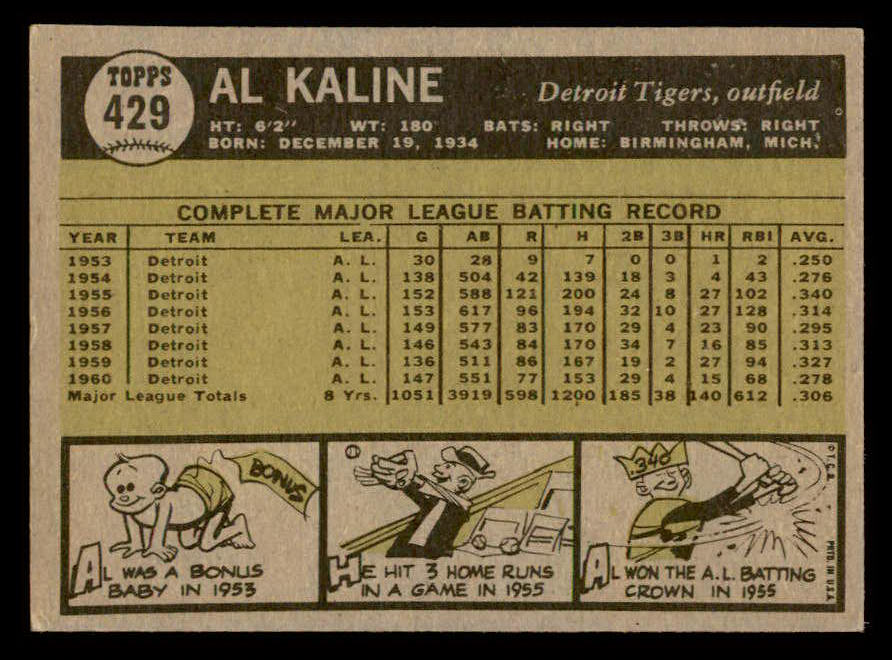 TOPPS
429
AL KALINE
Detroit Tigers, outfield
HT: 6'2" WT: 180 BATS: RIGHT THROWS: RIGHT
BORN: DECEMBER 19, 1934 HOME: BIRMINGHAM, MICH.
COMPLETE MAJOR LEAGUE BATTING RECORD
YEAR TEAM LEA. G AB R H 2B 3B HR RBI AVG.
1953 Detroit A. L. 30 28 9 7 0 0 1 2 .250
1954 Detroit A. L. 138 504 42 139 18 3 4 43 .276
1955 Detroit A. L. 152 588 121 200 24 8 27 102 .340
1956 Detroit A. L. 153 617 96 194 32 10 27 128 .314
1957 Detroit A. L. 149 577 83 170 29 4 23 90 .295
1958 Detroit A. L. 146 543 84 170 34 7 16 85 .313
1959 Detroit A. L. 136 511 86 167 19 2 27 94 .327
1960 Detroit A. L. 147 551 77 153 29 4 15 68 .278
Major League Totals 8 Yrs. 1051 3919 598 1200 185 38 140 612 .306
BONUS
AL WAS A BONUS
BABY IN 1953
HE HIT 3 HOME RUNS
IN A GAME IN 1955
.340
AL WON THE A.L. BATTING
CROWN IN 1955
©T.C.G.
PRTD. IN U.S.A.